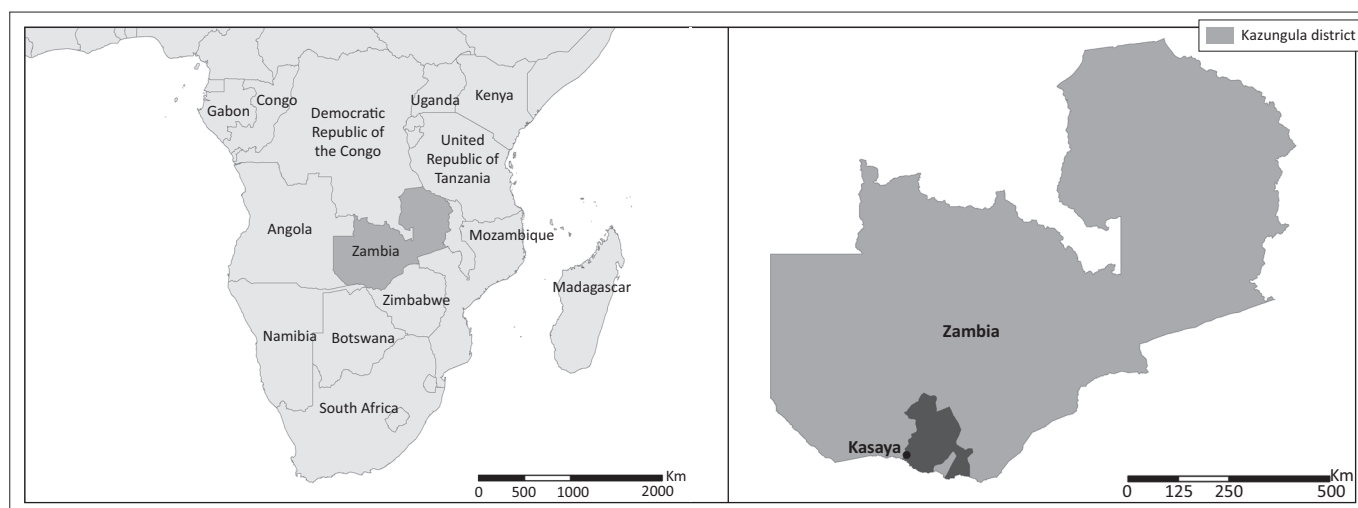 Gabon
Congo
Democratic
Republic of
the Congo
Uganda
Kenya
United
Republic of
Tanzania
Angola
Zambia
Mozambique
Zimbabwe
Madagascar
Namibia
Botswana
South Africa
Km
0 500 1000 2000
Kazungula district
Zambia
Kasaya
Km
0 125 250 500